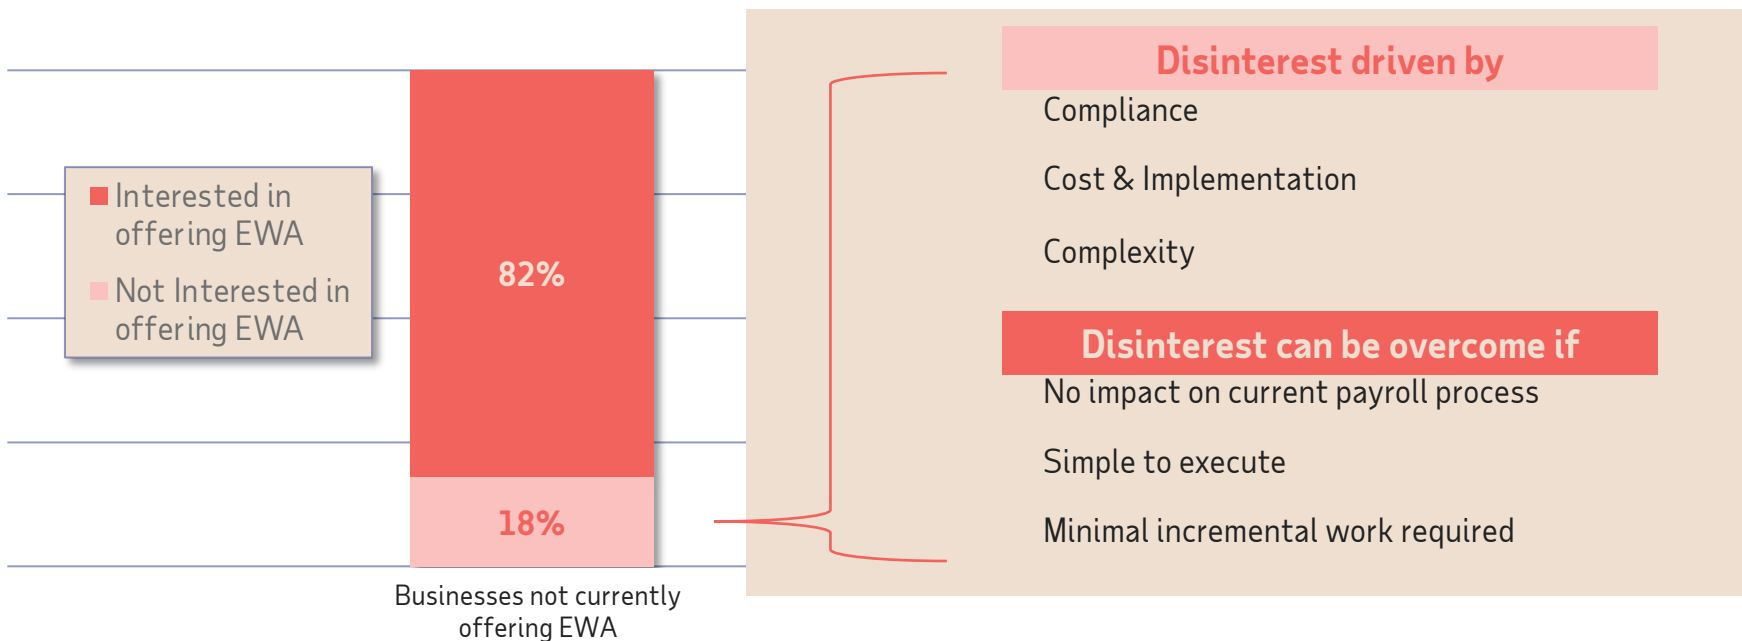 Interested in
offering EWA
Not Interested in
offering EWA
82%
18%
Businesses not currently
offering EWA
Disinterest driven by
Compliance
Cost & Implementation
Complexity
Disinterest can be overcome if
No impact on current payroll process
Simple to execute
Minimal incremental work required